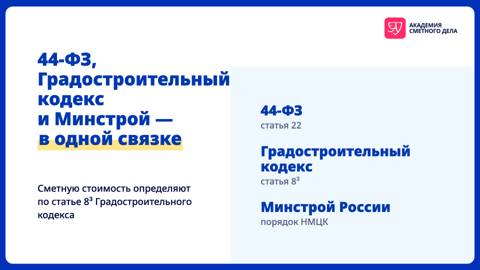 АКАДЕМИЯ
СМЕТНОГО ДЕЛА
44-ФЗ,
Градостроительный
кодекс
и Минстрой —
в одной связке
Сметную стоимость определяют
по статье 8³ Градостроительного
кодекса
44-ФЗ
статья 22
Градостроительный
кодекс
статья 8³
Минстрой России
порядок НМЦК